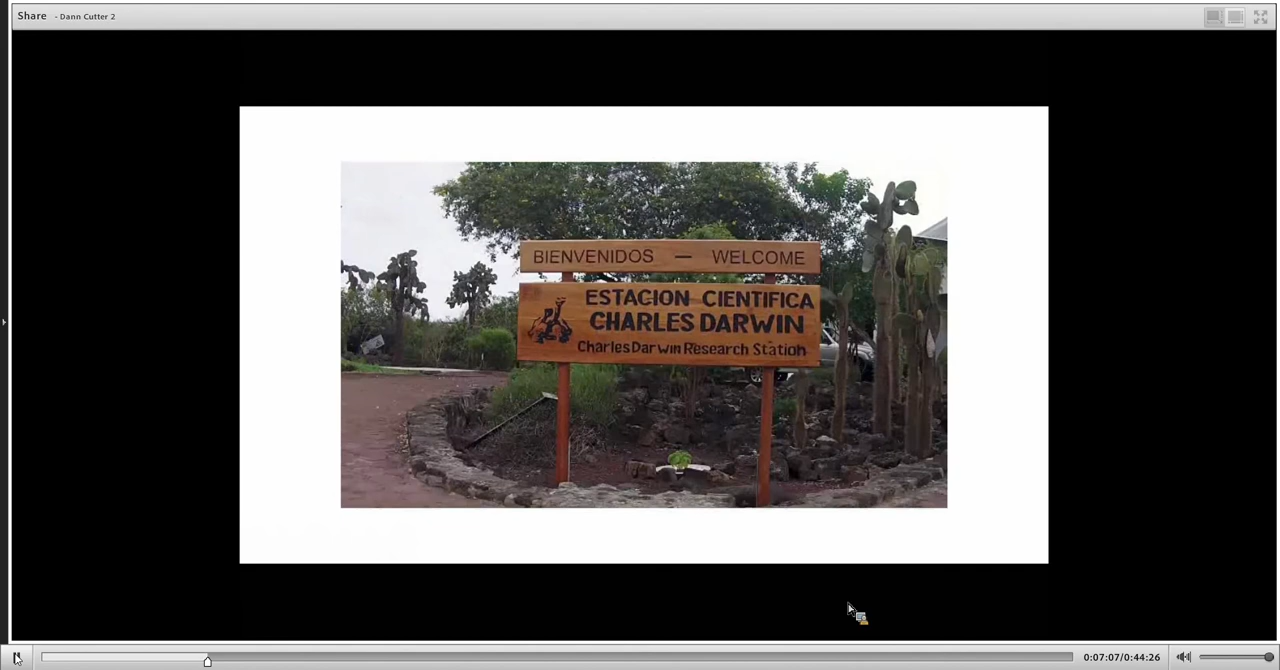 Share - Dann Cutter 2
BIENVENIDOS — WELCOME
ESTACION CIENTIFICA
CHARLES DARWIN
Charles Darwin Research Station
0:07:07/0:44:26